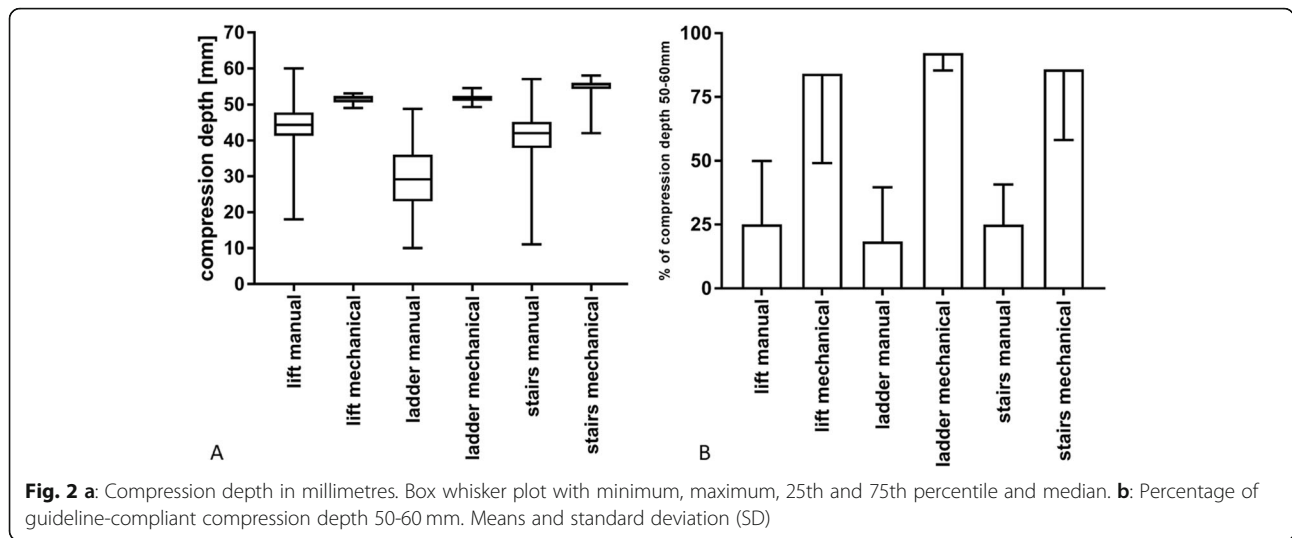 compression depth [mm]
70
60
50
40
30
20
10
0
lift manual
lift mechanical
ladder manual
ladder mechanical
stairs manual
stairs mechanical
A
% of compression depth 50-60mm
100
75
50
25
0
lift manual
lift mechanical
ladder manual
ladder mechanical
stairs manual
stairs mechanical
B
Fig. 2 a: Compression depth in millimetres. Box whisker plot with minimum, maximum, 25th and 75th percentile and median. b: Percentage of
guideline-compliant compression depth 50-60 mm. Means and standard deviation (SD)